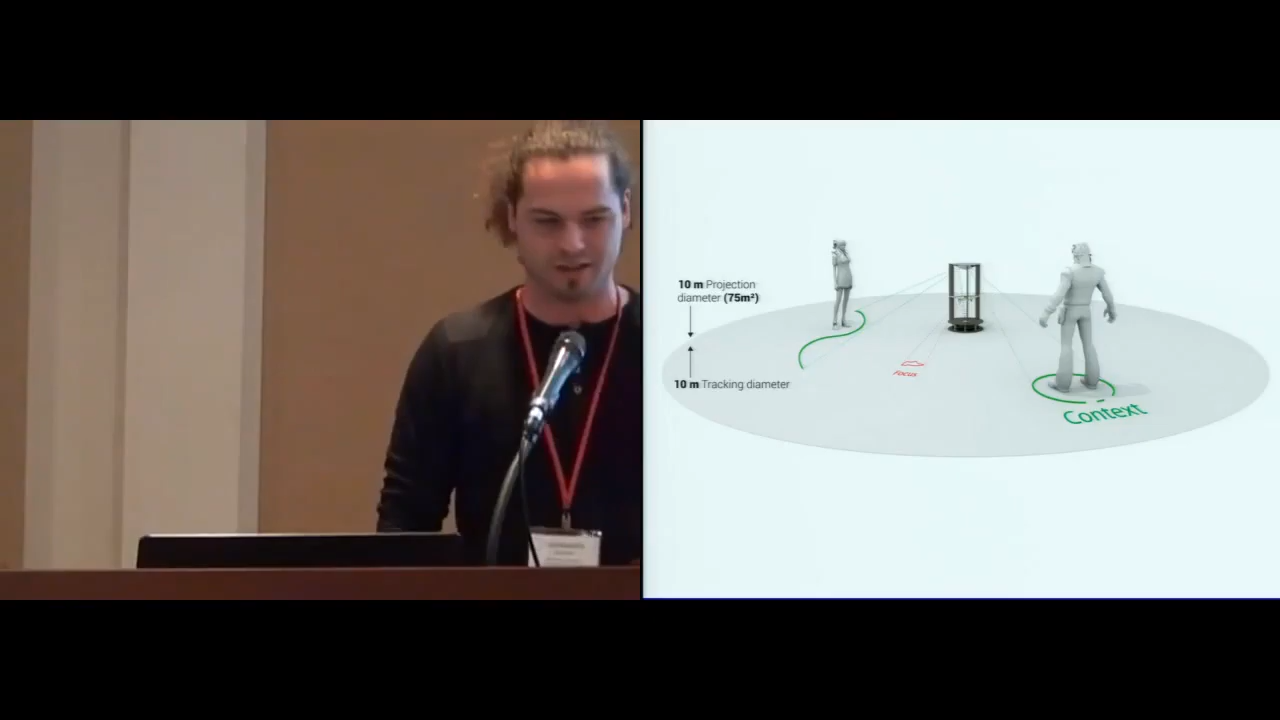 10 m Projection
diameter (75m²)
10 m Tracking diameter
Focus
Context